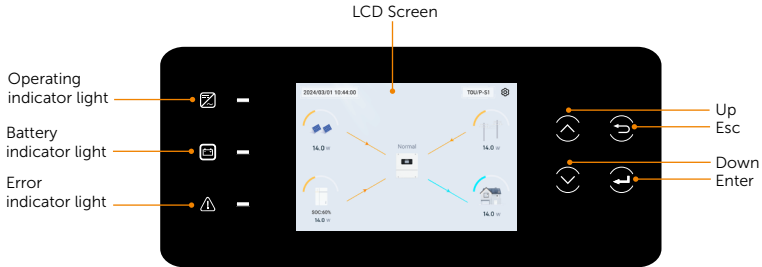 LCD Screen
Operating
indicator light
Battery
indicator light
Error
indicator light
2024/03/01 10:44:00
TOU/P-S1
14.0 w
Normal
14.0 w
SOC:60%
14.0 w
14.0 w
Up
Esc
Down
Enter